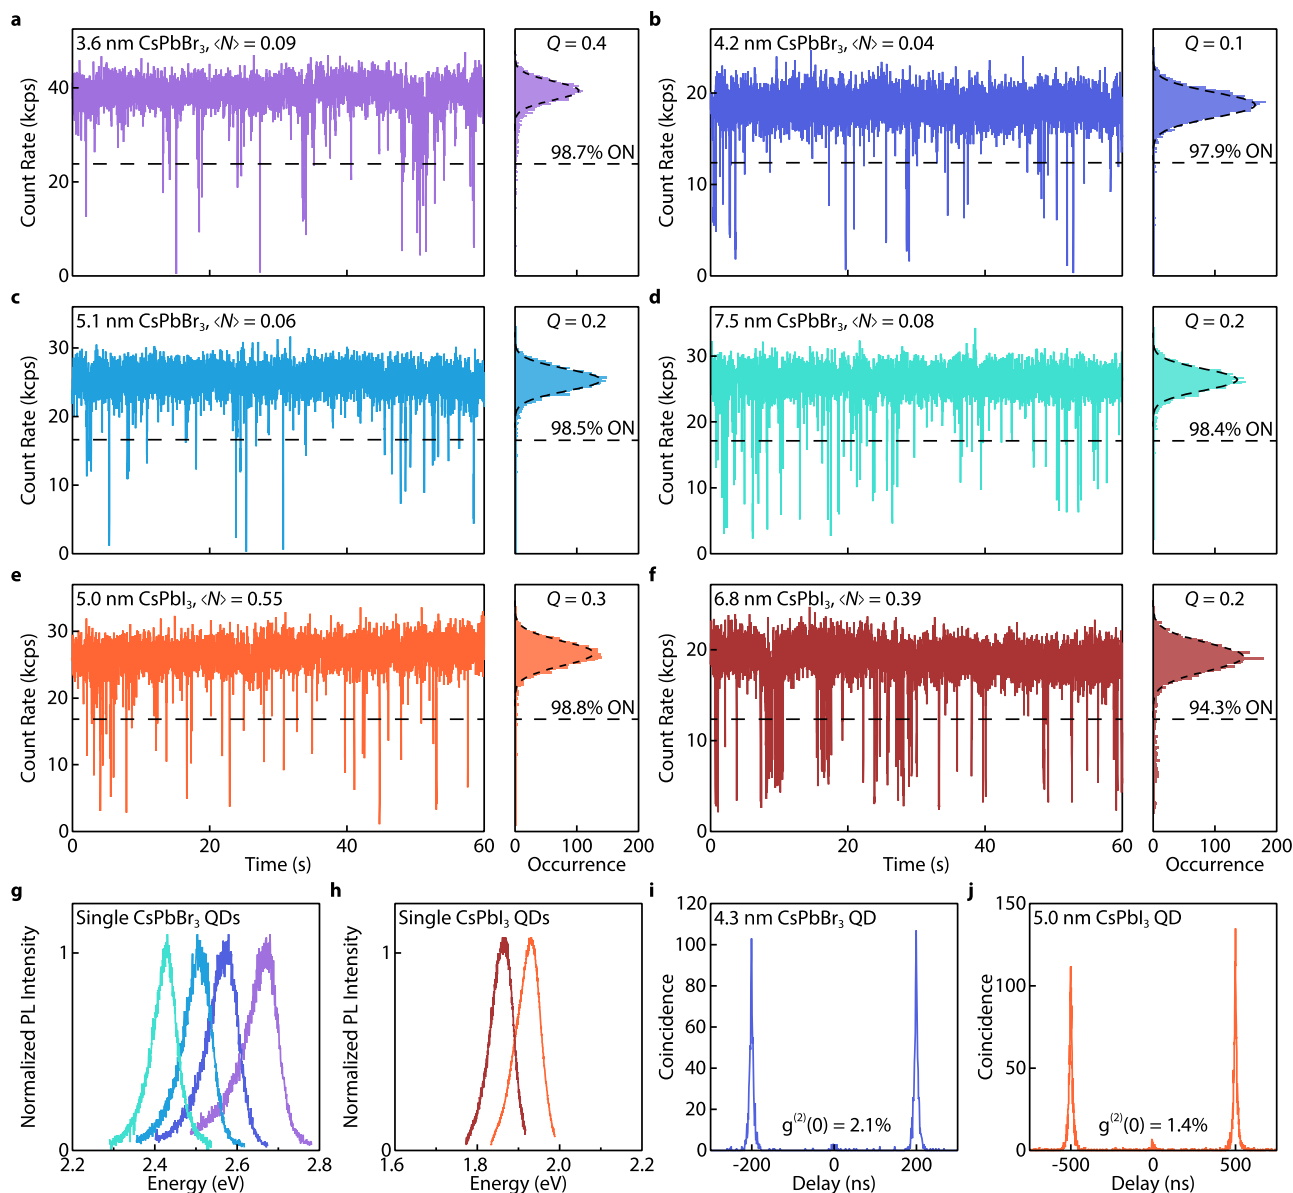 a
3.6 nm CsPbBr₃, ⟨N⟩ = 0.09
Q = 0.4
98.7% ON
Count Rate (kcps)
40
20
0
0
20
40
60
0
100
200
b
4.2 nm CsPbBr₃, ⟨N⟩ = 0.04
Q = 0.1
97.9% ON
Count Rate (kcps)
20
10
0
c
5.1 nm CsPbBr₃, ⟨N⟩ = 0.06
Q = 0.2
98.5% ON
Count Rate (kcps)
30
20
10
0
d
7.5 nm CsPbBr₃, ⟨N⟩ = 0.08
Q = 0.2
98.4% ON
Count Rate (kcps)
30
20
10
0
e
5.0 nm CsPbI₃, ⟨N⟩ = 0.55
Q = 0.3
98.8% ON
Count Rate (kcps)
30
20
10
0
0 20 40 60
Time (s)
0 100 200
Occurrence
f
6.8 nm CsPbI₃, ⟨N⟩ = 0.39
Q = 0.2
94.3% ON
Count Rate (kcps)
20
10
0
0 20 40 60
Time (s)
0 100 200
Occurrence
g
Single CsPbBr₃ QDs
Normalized PL Intensity
1
1
2.2 2.4 2.6 2.8
Energy (eV)
h
Single CsPbI₃ QDs
Normalized PL Intensity
1
1
1.6 1.8 2.0 2.2
Energy (eV)
i
4.3 nm CsPbBr₃ QD
Coincidence
120
100
80
60
40
20
0
g⁽²⁾(0) = 2.1%
-200 0 200
Delay (ns)
j
5.0 nm CsPbI₃ QD
Coincidence
150
100
50
0
g⁽²⁾(0) = 1.4%
-500 0 500
Delay (ns)